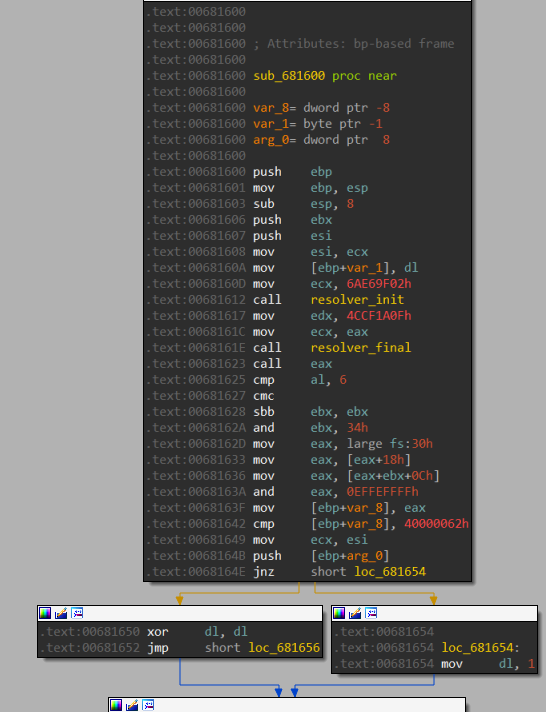 .text:00681600
.text:00681600
.text:00681600 ; Attributes: bp-based frame
.text:00681600
.text:00681600 sub_681600 proc near
.text:00681600
.text:00681600 var_8= dword ptr -8
.text:00681600 var_1= byte ptr -1
.text:00681600 arg_0= dword ptr  8
.text:00681600
.text:00681600 push    ebp
.text:00681601 mov     ebp, esp
.text:00681603 sub     esp, 8
.text:00681606 push    ebx
.text:00681607 push    esi
.text:00681608 mov     esi, ecx
.text:0068160A mov     [ebp+var_1], dl
.text:0068160D mov     ecx, 6AE69F02h
.text:00681612 call    resolver_init
.text:00681617 mov     edx, 4CCF1A0Fh
.text:0068161C mov     ecx, eax
.text:0068161E call    resolver_final
.text:00681623 call    eax
.text:00681625 cmp     al, 6
.text:00681627 cmc
.text:00681628 sbb     ebx, ebx
.text:0068162A and     ebx, 34h
.text:0068162D mov     eax, large fs:30h
.text:00681633 mov     eax, [eax+18h]
.text:00681636 mov     eax, [eax+ebx+0Ch]
.text:0068163A and     eax, 0EFFEFFFFh
.text:0068163F mov     [ebp+var_8], eax
.text:00681642 cmp     [ebp+var_8], 40000062h
.text:00681649 mov     ecx, esi
.text:0068164B push    [ebp+arg_0]
.text:0068164E jnz     short loc_681654
.text:00681650 xor     dl, dl
.text:00681652 jmp     short loc_681656
.text:00681654
.text:00681654 loc_681654:
.text:00681654 mov     dl, 1